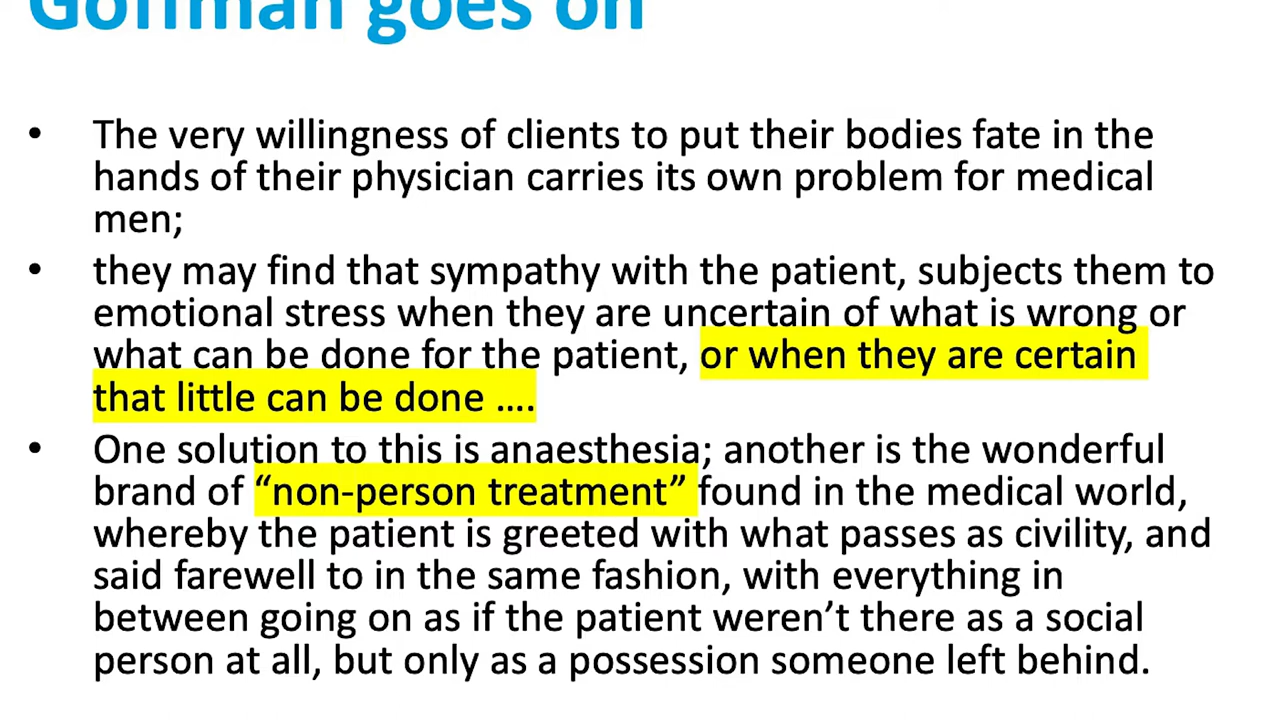 Goffman goes on
• The very willingness of clients to put their bodies fate in the
hands of their physician carries its own problem for medical
men;
• they may find that sympathy with the patient, subjects them to
emotional stress when they are uncertain of what is wrong or
what can be done for the patient, or when they are certain
that little can be done ….
• One solution to this is anaesthesia; another is the wonderful
brand of “non-person treatment” found in the medical world,
whereby the patient is greeted with what passes as civility, and
said farewell to in the same fashion, with everything in
between going on as if the patient weren’t there as a social
person at all, but only as a possession someone left behind.